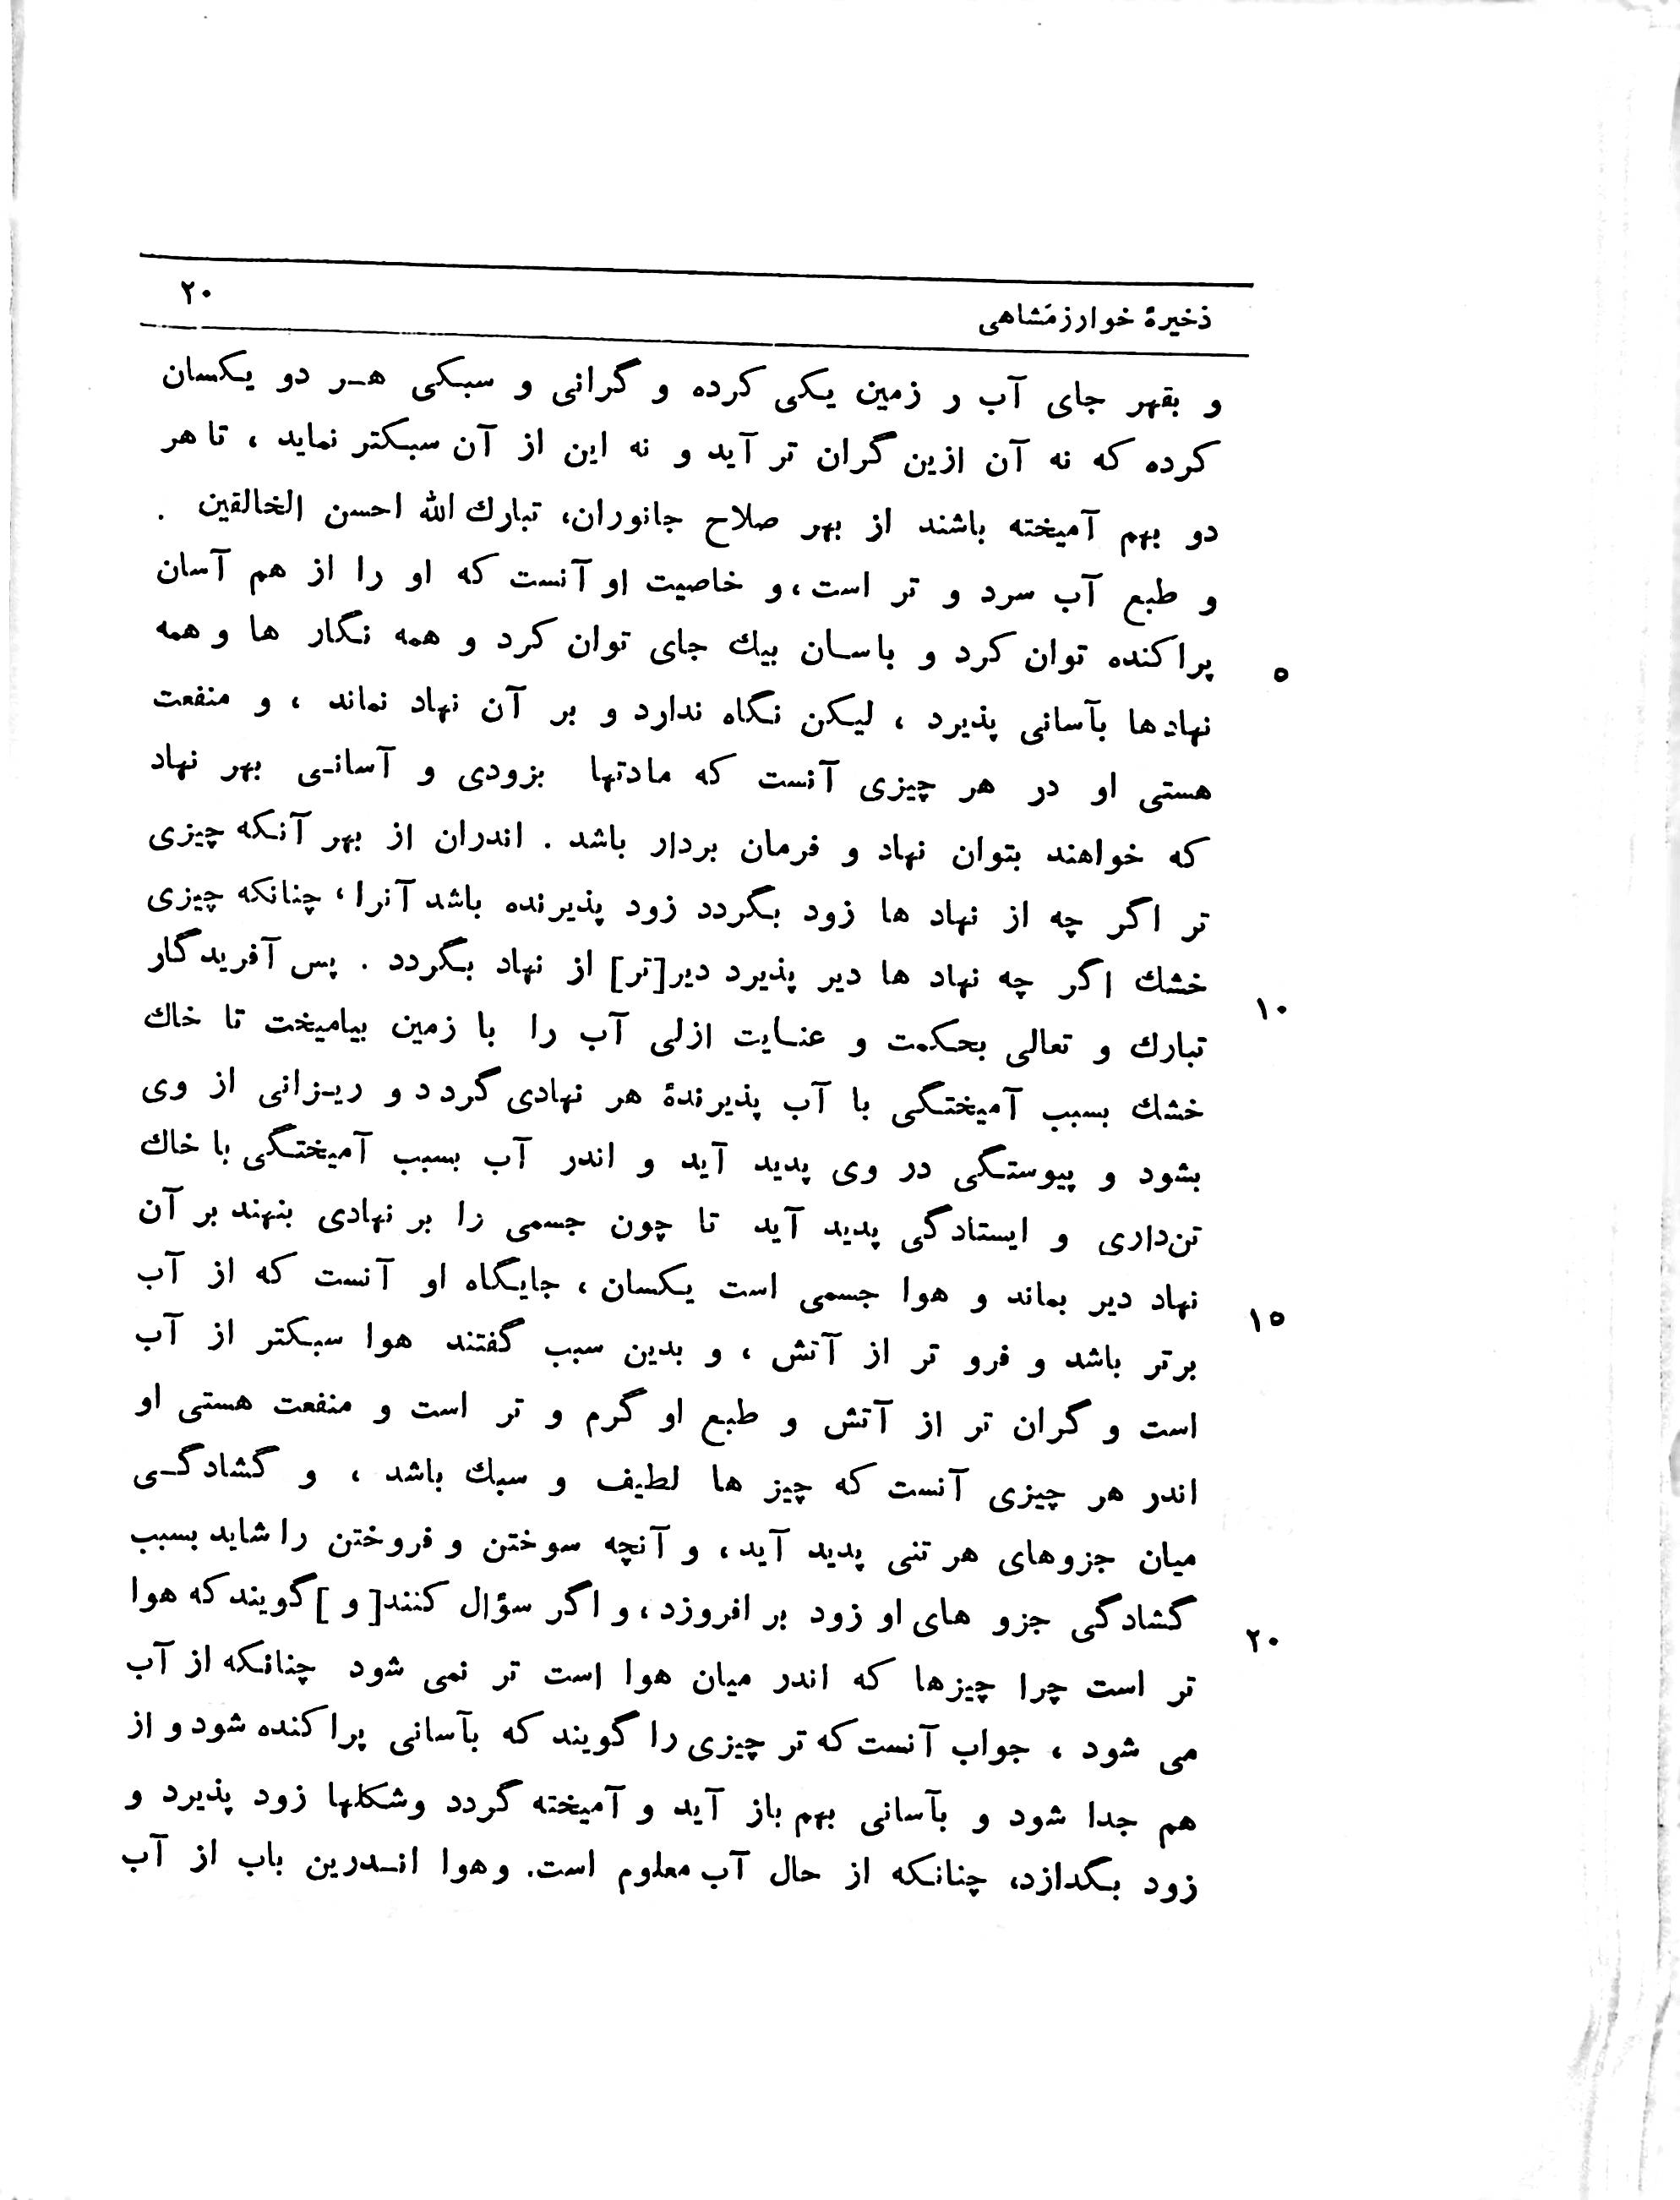 ذخیرهٔ خوارزمشاهی ۲۰
و بقهر جای آب ر زمین یکی کرده و گرانی و سبکی هر دو یکسان
کرده که نه آن ازین گران تر آید و نه این از آن سبکتر نماید ، تا هر
دو بهم آمیخته باشند از بهر صلاح جانوران، تبارك الله احسن الخالقین .
و طبع آب سرد و تر است ، و خاصیت او آنست که او را از هم آسان
پراکنده توان کرد و باسان بیك جای توان کرد و همه نگار ها و همه ۵
نهادها بآسانی پذیرد ، لیکن نگاه ندارد و بر آن نهاد نماند ، و منفعت
هستی او در هر چیزی آنست که مادتها بزودی و آسانی بهر نهاد
که خواهند بتوان نهاد و فرمان بردار باشد . اندران از بهر آنکه چیزی
تر اگر چه از نهاد ها زود بگردد زود پذیرنده باشد آنرا ، چنانکه چیزی
خشك اگر چه نهاد ها دیر پذیرد دیر[تر] از نهاد بگردد . پس آفریدگار ۱۰
تبارك و تعالی بحکمت و عنایت ازلی آب را با زمین بیامیخت تا خاك
خشك بسبب آمیختگی با آب پذیرندهٔ هر نهادی گردد و ریزانی از وی
بشود و پیوستگی در وی پدید آید و اندر آب بسبب آمیختگی با خاك
تن‌داری و ایستادگی پدید آید تا چون جسمی را بر نهادی بنهند بر آن
نهاد دیر بماند و هوا جسمی است یکسان ، جایگاه او آنست که از آب ۱۵
برتر باشد و فرو تر از آتش ، و بدین سبب گفتند هوا سبکتر از آب
است و گران تر از آتش و طبع او گرم و تر است و منفعت هستی او
اندر هر چیزی آنست که چیز ها لطیف و سبك باشد ، و گشادگی
میان جزوهای هر تنی پدید آید ، و آنچه سوختن و فروختن را شاید بسبب
گشادگی جزو های او زود بر افروزد ، و اگر سؤال کنند[ و ]گویند که هوا ۲۰
تر است چرا چیزها که اندر میان هوا است تر نمی شود چنانکه از آب
می شود ، جواب آنست که تر چیزی را گویند که بآسانی پراکنده شود و از
هم جدا شود و بآسانی بهم باز آید و آمیخته گردد وشکلها زود پذیرد و
زود بگدازد، چنانکه از حال آب معلوم است. وهوا اندرین باب از آب